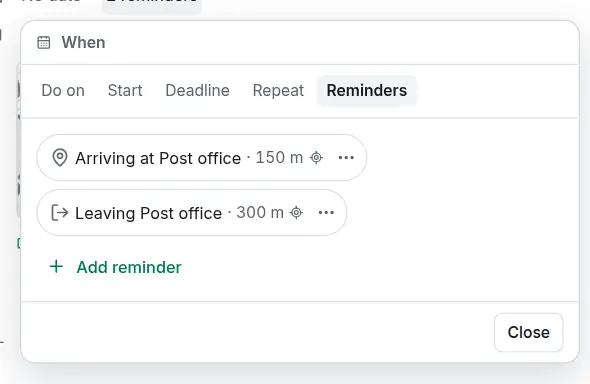 When
Do on Start Deadline Repeat Reminders
Arriving at Post office · 150 m
Leaving Post office · 300 m
Add reminder
Close